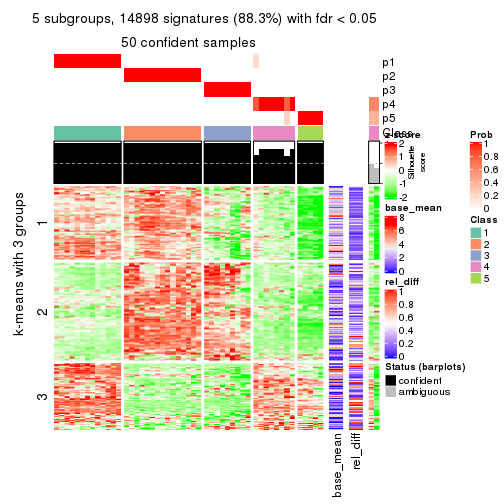 5 subgroups, 14898 signatures (88.3%) with fdr < 0.05
50 confident samples
p1
p2
p3
p4
p5
Class
z-score
2
1
0
-1
-2
Silhouette
score
Prob
1
0.8
0.6
0.4
0.2
0
base_mean
8
6
4
2
0
Class
1
2
3
4
5
rel_diff
1
0.8
0.6
0.4
0.2
0
Status (barplots)
confident
ambiguous
k-means with 3 groups
1
2
3
base_mean
rel_diff